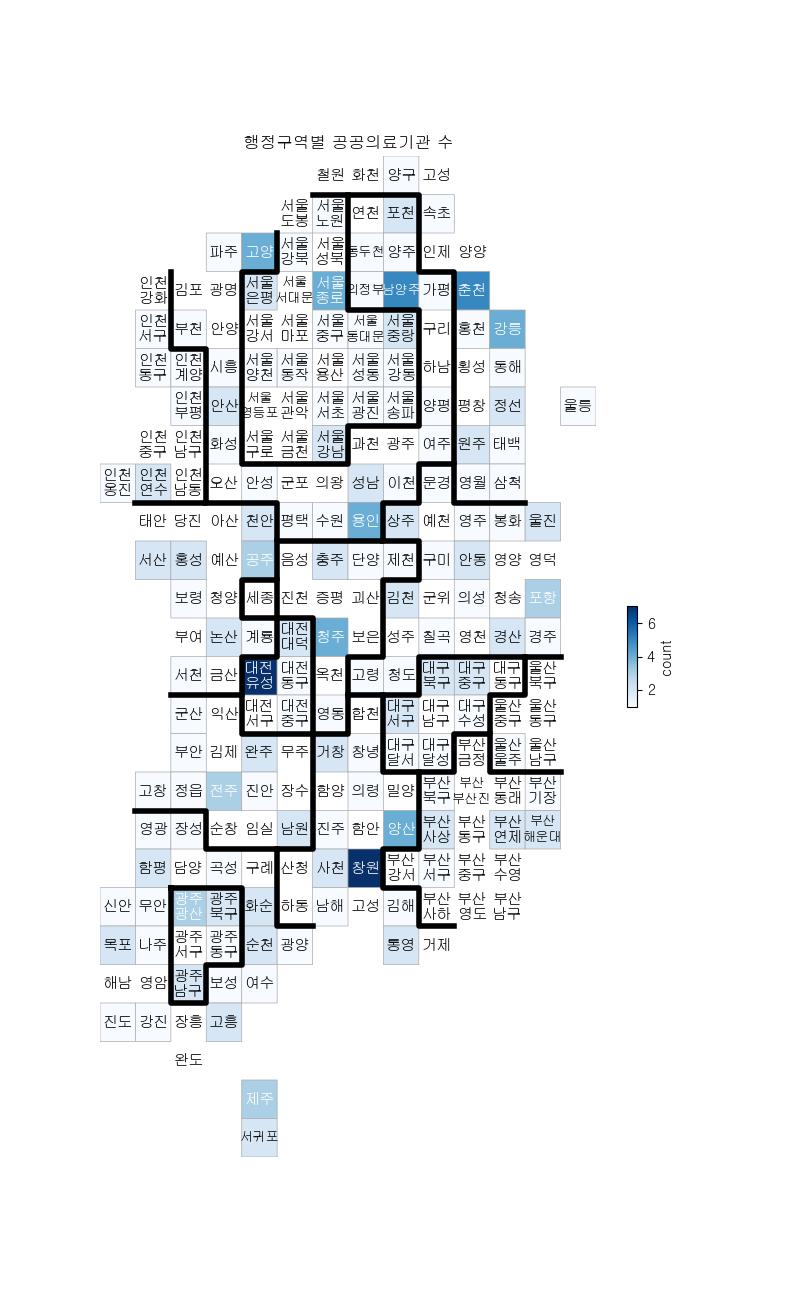 행정구역별 공공의료기관 수
철원 화천 양구 고성
서울 서울
도봉 노원 연천 포천 속초
파주 고양 서울 서울 동두천 양주 인제 양양
강북 성북
인천 김포 광명 서울 서울 서울 의정부 남양주 가평 춘천
강화 은평 서대문 종로
인천 부천 안양 서울 서울 서울 서울 서울 구리 홍천 강릉
서구 강서 마포 중구 동대문 중랑
인천 인천 시흥 서울 서울 서울 서울 서울 하남 횡성 동해
동구 계양 양천 동작 용산 성동 강동
인천 안산 서울 서울 서울 서울 서울 양평 평창 정선 울릉
부평 영등포 관악 서초 광진 송파
인천 인천 화성 서울 서울 서울 과천 광주 여주 원주 태백
중구 남구 구로 금천 강남
인천 인천 인천 오산 안성 군포 의왕 성남 이천 문경 영월 삼척
옹진 연수 남동
태안 당진 아산 천안 평택 수원 용인 상주 예천 영주 봉화 울진
서산 홍성 예산 공주 음성 충주 단양 제천 구미 안동 영양 영덕
보령 청양 세종 진천 증평 괴산 김천 군위 의성 청송 포항
부여 논산 계룡 대전 청주 보은 성주 칠곡 영천 경산 경주
대덕
서천 금산 대전 대전 옥천 고령 청도 대구 대구 대구 울산
유성 동구 북구 중구 동구 북구
군산 익산 대전 대전 영동 합천 대구 대구 대구 울산 울산
서구 중구 서구 남구 수성 중구 동구
부안 김제 완주 무주 거창 창녕 대구 대구 부산 울산 울산
달서 달성 금정 울주 남구
고창 정읍 전주 진안 장수 함양 의령 밀양 부산 부산 부산 부산
북구 부산진 동래 기장
영광 장성 순창 임실 남원 진주 함안 양산 부산 부산 부산 부산
사상 동구 연제 해운대
함평 담양 곡성 구례 산청 사천 창원 부산 부산 부산 부산
강서 서구 중구 수영
신안 무안 광주 광주 화순 하동 남해 고성 김해 부산 부산 부산
광산 북구 사하 영도 남구
목포 나주 광주 광주 순천 광양 통영 거제
서구 동구
해남 영암 광주 보성 여수
남구
진도 강진 장흥 고흥
완도
제주
서귀포
6
4
2
count